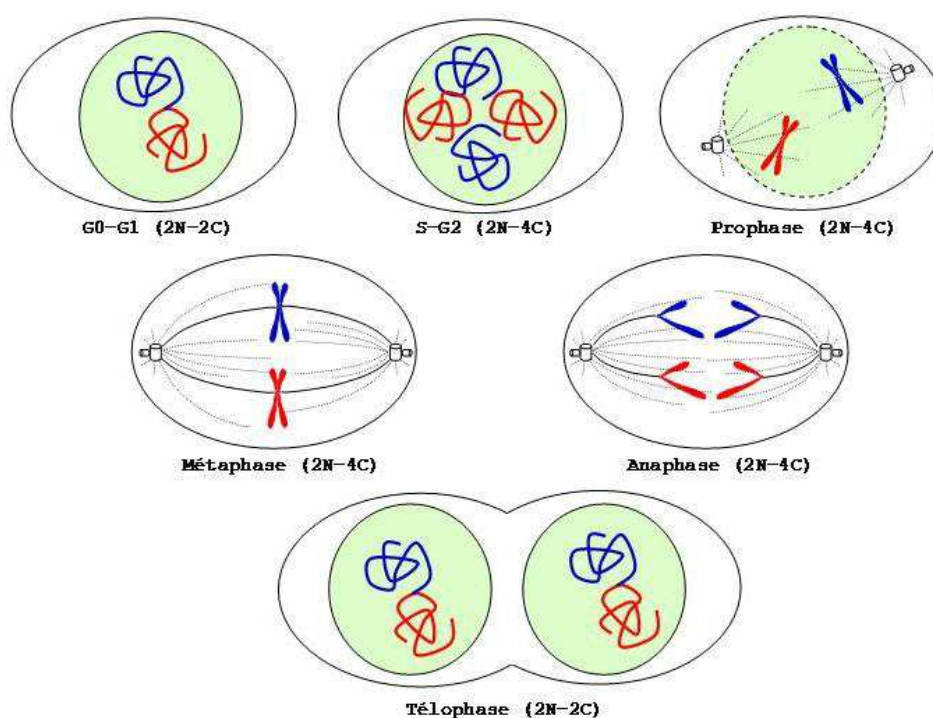 G0-G1 (2N-2C)
S-G2 (2N-4C)
Prophase (2N-4C)
Métaphase (2N-4C)
Anaphase (2N-4C)
Télophase (2N-2C)